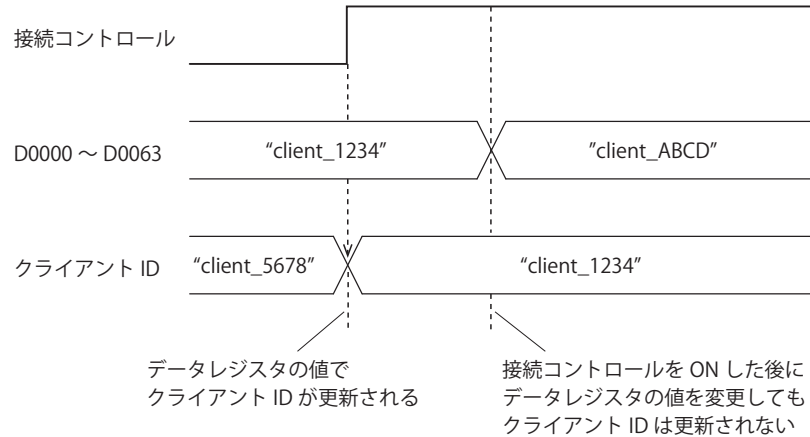 接続コントロール
D0000 ～ D0063
“client_1234”
”client_ABCD”
クライアント ID
“client_5678”
“client_1234”
データレジスタの値で
クライアント ID が更新される
接続コントロールを ON した後に
データレジスタの値を変更しても
クライアント ID は更新されない